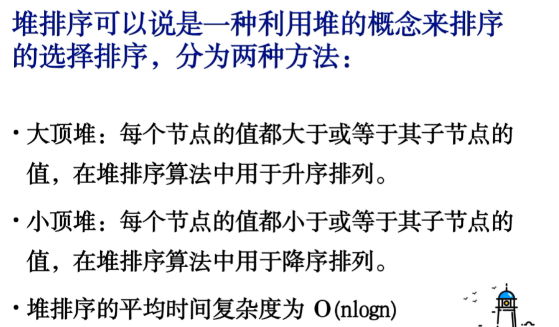 堆排序可以说是一种利用堆的概念来排序
的选择排序，分为两种方法：
·大顶堆：每个节点的值都大于或等于其子节点的
值，在堆排序算法中用于升序排列。
·小顶堆：每个节点的值都小于或等于其子节点的
值，在堆排序算法中用于降序排列。
·堆排序的平均时间复杂度为 O(nlogn)